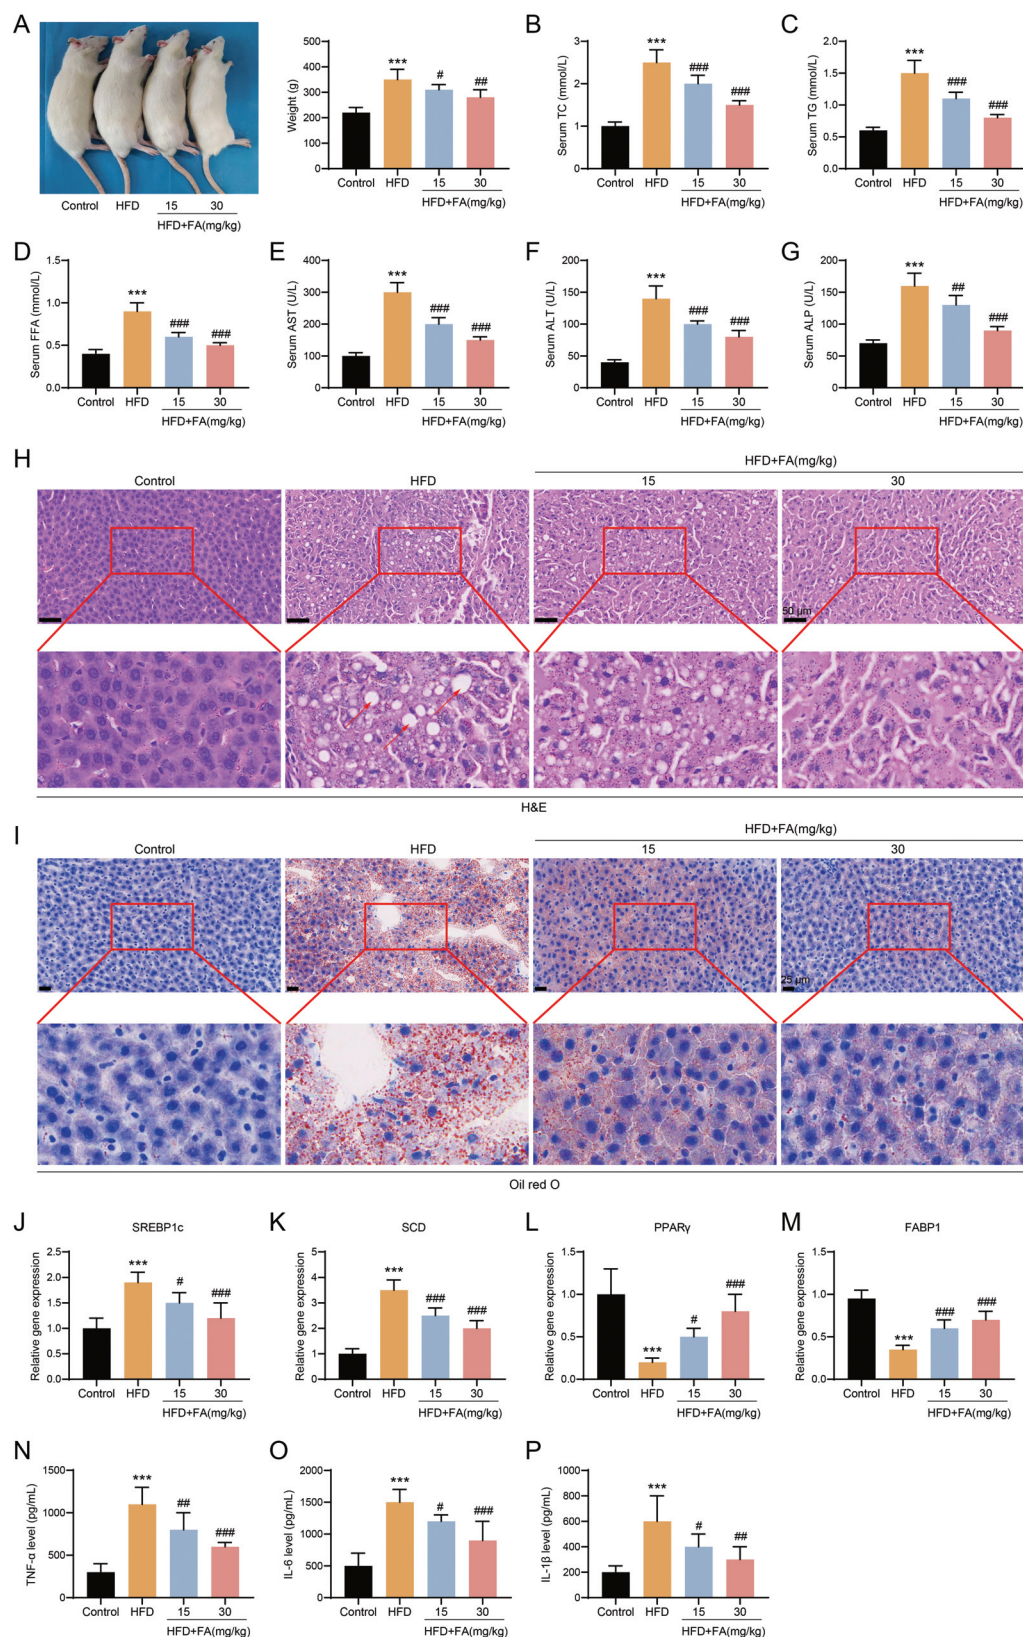 A
Control HFD 15 30
HFD+FA(mg/kg)
Weight (g)
500
400
300
200
100
0
*** # ##
Control HFD 15 30
HFD+FA(mg/kg)
B
Serum TC (mmol/L)
3
2
1
0
*** ### ###
Control HFD 15 30
HFD+FA(mg/kg)
C
Serum TG (mmol/L)
2.0
1.5
1.0
0.5
0.0
*** ### ###
Control HFD 15 30
HFD+FA(mg/kg)
D
Serum FFA (mmol/L)
1.5
1.0
0.5
0.0
*** ### ###
Control HFD 15 30
HFD+FA(mg/kg)
E
Serum AST (U/L)
400
300
200
100
0
*** ### ###
Control HFD 15 30
HFD+FA(mg/kg)
F
Serum ALT (U/L)
200
150
100
50
0
*** ### ###
Control HFD 15 30
HFD+FA(mg/kg)
G
Serum ALP (U/L)
200
150
100
50
0
*** ## ###
Control HFD 15 30
HFD+FA(mg/kg)
H
HFD+FA(mg/kg)
Control HFD 15 30
50 μm
H&E
I
HFD+FA(mg/kg)
Control HFD 15 30
25 μm
Oil red O
J
SREBP1c
Relative gene expression
2.5
2.0
1.5
1.0
0.5
0.0
*** # ###
Control HFD 15 30
HFD+FA(mg/kg)
K
SCD
Relative gene expression
5
4
3
2
1
0
*** ### ###
Control HFD 15 30
HFD+FA(mg/kg)
L
PPARγ
Relative gene expression
1.5
1.0
0.5
0.0
*** # ###
Control HFD 15 30
HFD+FA(mg/kg)
M
FABP1
Relative gene expression
1.5
1.0
0.5
0.0
*** ### ###
Control HFD 15 30
HFD+FA(mg/kg)
N
TNF-α level (pg/mL)
1500
1000
500
0
*** ## ###
Control HFD 15 30
HFD+FA(mg/kg)
O
IL-6 level (pg/mL)
2000
1500
1000
500
0
*** # ###
Control HFD 15 30
HFD+FA(mg/kg)
P
IL-1β level (pg/mL)
1000
800
600
400
200
0
*** # ##
Control HFD 15 30
HFD+FA(mg/kg)